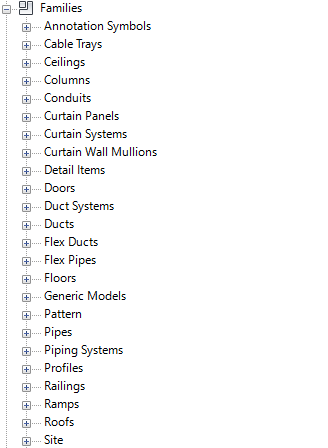 Families
Annotation Symbols
Cable Trays
Ceilings
Columns
Conduits
Curtain Panels
Curtain Systems
Curtain Wall Mullions
Detail Items
Doors
Duct Systems
Ducts
Flex Ducts
Flex Pipes
Floors
Generic Models
Pattern
Pipes
Piping Systems
Profiles
Railings
Ramps
Roofs
Site